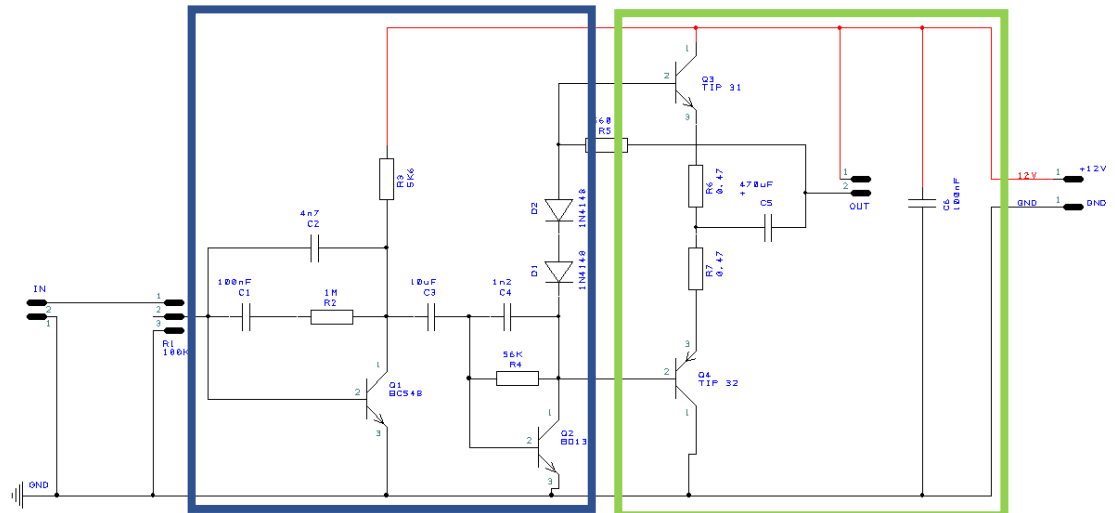 1
Q3
TIP 31
2
3
560
R5
R3
5K6
R6
0.47
470uF
+
C5
1
2
OUT
C6
100nF
12V
1
+12V
GND
1
GND
D2
1N4148
4n7
C2
R7
0.47
D1
1N4148
100nF
C1
1M
R2
10uF
C3
1n2
C4
IN
1
2
1
2
3
R1
100K
56K
R4
3
Q4
TIP 32
2
1
1
Q1
BC548
2
3
1
Q2
BD13
2
3
GND